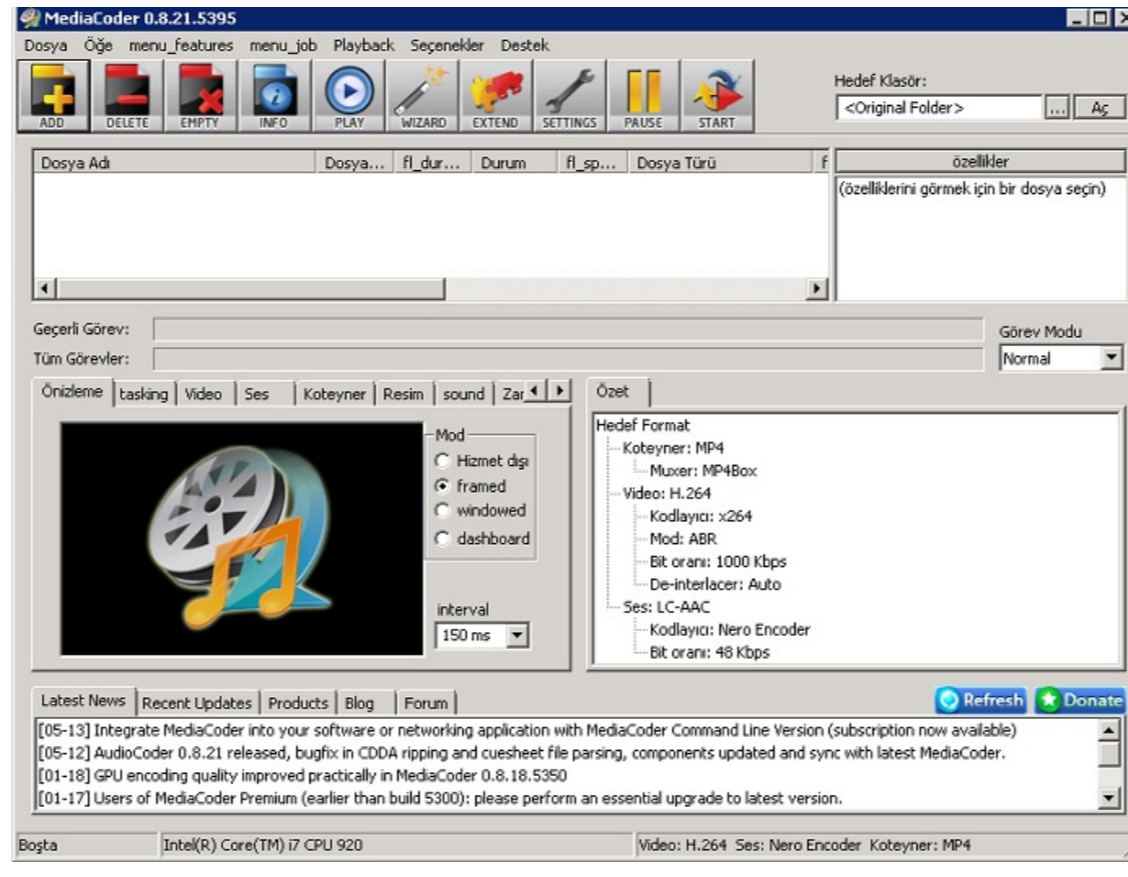 MediaCoder 0.8.21.5395
Dosya Öğe menu_features menu_job Playback Seçenekler Destek
ADD DELETE EMPTY INFO PLAY WIZARD EXTEND SETTINGS PAUSE START
Hedef Klasör:
<Original Folder> ... Aç
Dosya Adı Dosya... fl_dur... Durum fl_sp... Dosya Türü f
özellikler
(özelliklerini görmek için bir dosya seçin)
Geçerli Görev:
Tüm Görevler:
Görev Modu
Normal
Önizleme tasking Video Ses Koteyner Resim sound Zar
Mod
Hizmet dışı
framed
windowed
dashboard
interval
150 ms
Özet
Hedef Format
Koteyner: MP4
Muxer: MP4Box
Video: H.264
Kodlayıcı: x264
Mod: ABR
Bit oranı: 1000 Kbps
De-interlacer: Auto
Ses: LC-AAC
Kodlayıcı: Nero Encoder
Bit oranı: 48 Kbps
Latest News Recent Updates Products Blog Forum Refresh Donate
[05-13] Integrate MediaCoder into your software or networking application with MediaCoder Command Line Version (subscription now available)
[05-12] AudioCoder 0.8.21 released, bugfix in CDDA ripping and cuesheet file parsing, components updated and sync with latest MediaCoder.
[01-18] GPU encoding quality improved practically in MediaCoder 0.8.18.5350
[01-17] Users of MediaCoder Premium (earlier than build 5300): please perform an essential upgrade to latest version.
Boşta Intel(R) Core(TM) i7 CPU 920 Video: H.264 Ses: Nero Encoder Koteyner: MP4